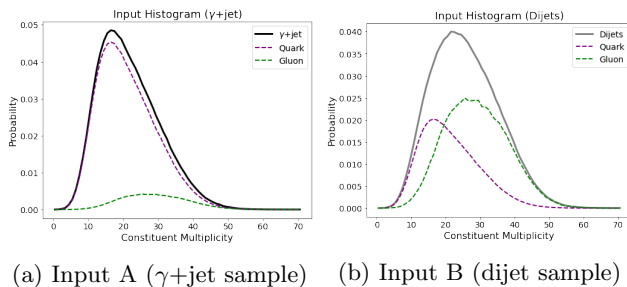 Input Histogram (γ+jet)
0.05
0.04
0.03
0.02
0.01
0.00
Probability
0 10 20 30 40 50 60 70
Constituent Multiplicity
γ+jet
Quark
Gluon
(a) Input A (γ+jet sample)
Input Histogram (Dijets)
0.040
0.035
0.030
0.025
0.020
0.015
0.010
0.005
0.000
Probability
0 10 20 30 40 50 60 70
Constituent Multiplicity
Dijets
Quark
Gluon
(b) Input B (dijet sample)